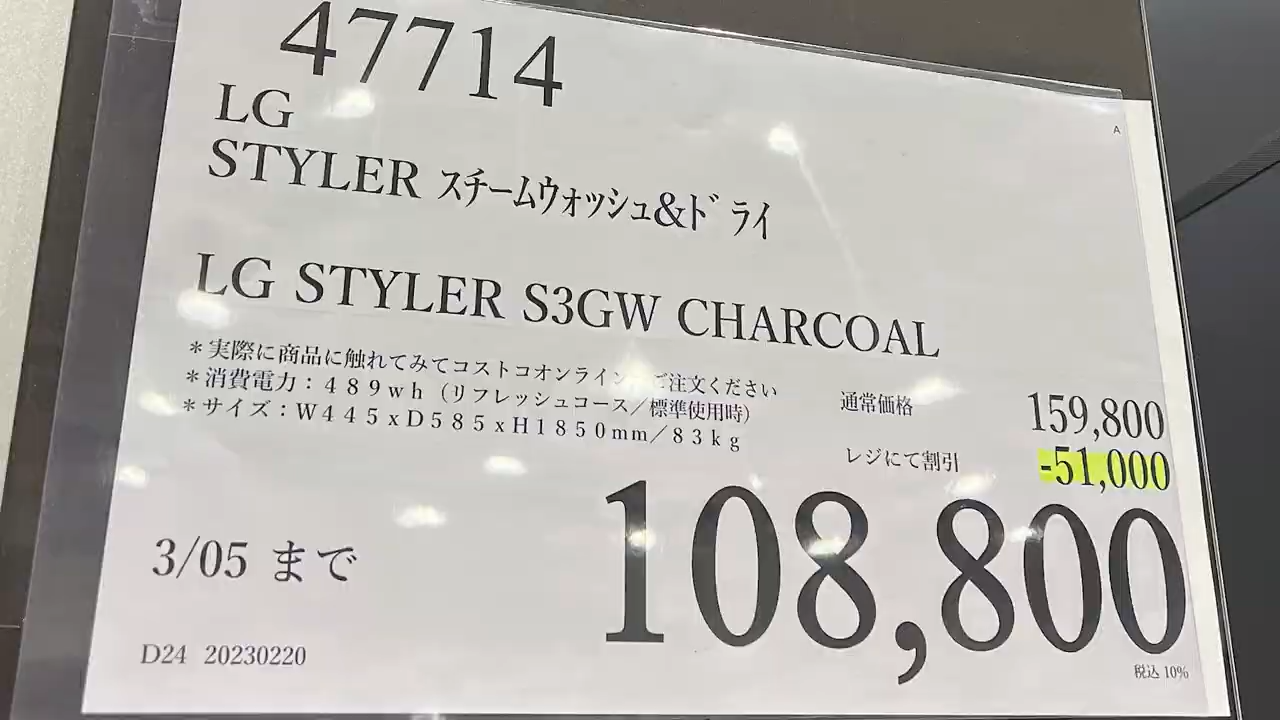 47714
A
LG
STYLER スチームウォッシュ&ドライ
LG STYLER S3GW CHARCOAL
*実際に商品に触れてみてコストコオンライン ご注文ください
*消費電力:489wh(リフレッシュコース/標準使用時)
*サイズ:W445xD585xH1850mm/83kg
通常価格 159,800
レジにて割引 -51,000
108,800
3/05 まで
D24 20230220
税込 10%